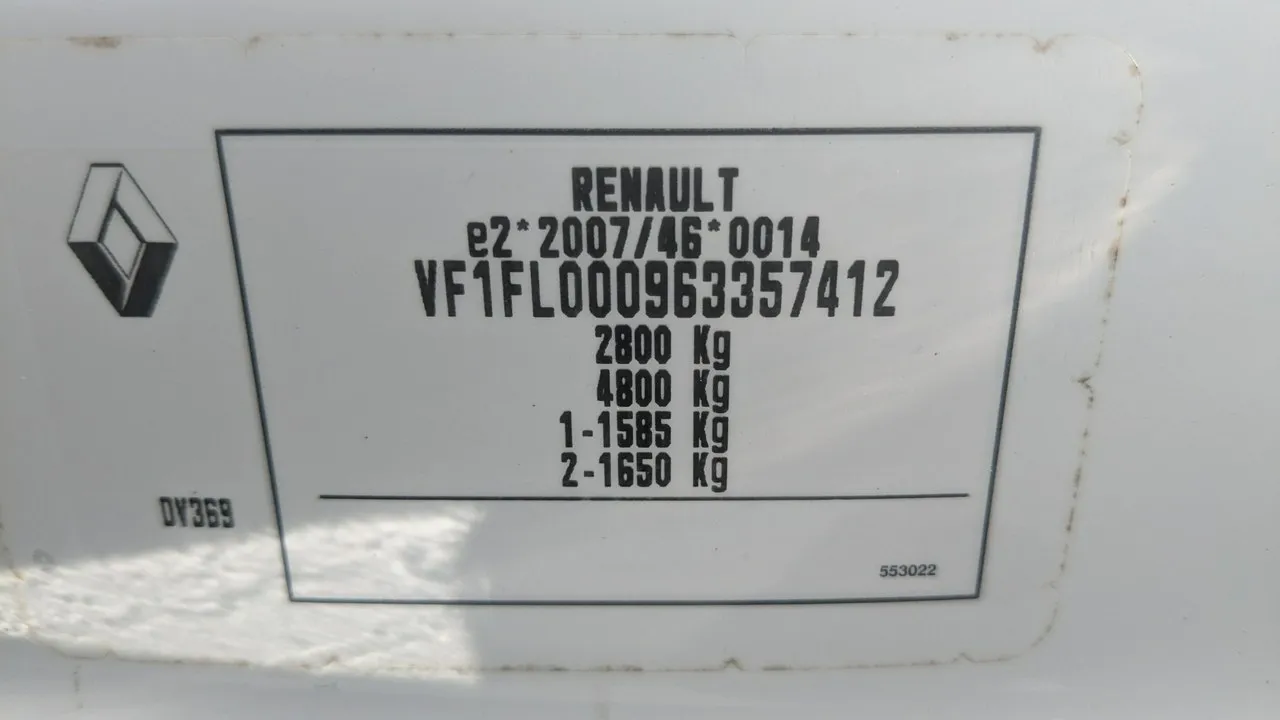 RENAULT
e2*2007/46*0014
VF1FL000963357412
2800 Kg
4800 Kg
1-1585 Kg
2-1650 Kg
DV369
553022